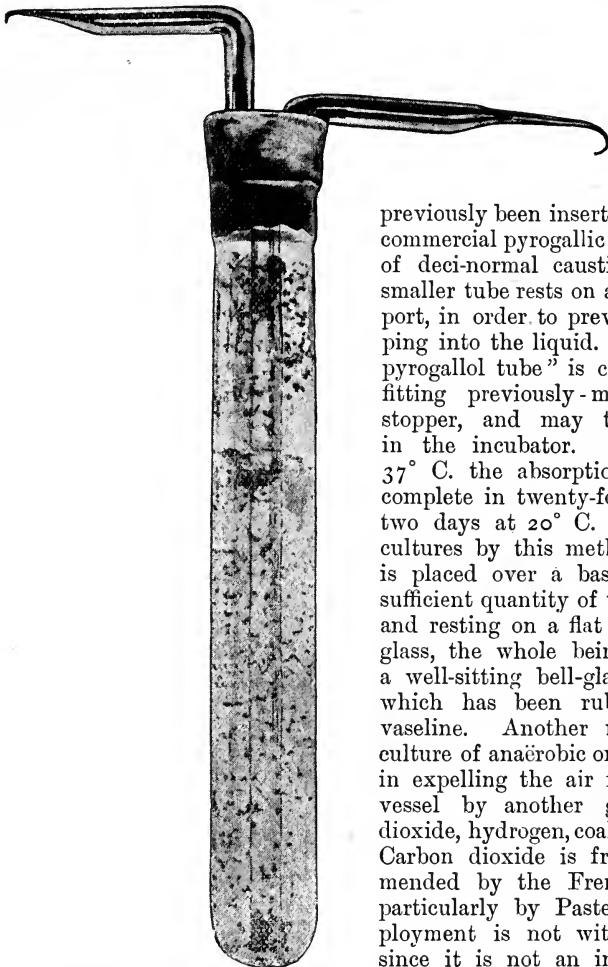 previously been insert
commercial pyrogallic
of deci-normal causti
smaller tube rests on a
port, in order to prev
ping into the liquid.
pyrogallol tube" is c
fitting previously-m
stopper, and may t
in the incubator.
37° C. the absorptio
complete in twenty-fo
two days at 20° C.
cultures by this meth
is placed over a bas
sufficient quantity of t
and resting on a flat
glass, the whole bein
a well-sitting bell-gla
which has been rub
vaseline. Another
culture of anaërobic or
in expelling the air
vessel by another g
dioxide, hydrogen, coa
Carbon dioxide is fr
mended by the Fren
particularly by Paste
ployment is not wit
since it is not an in